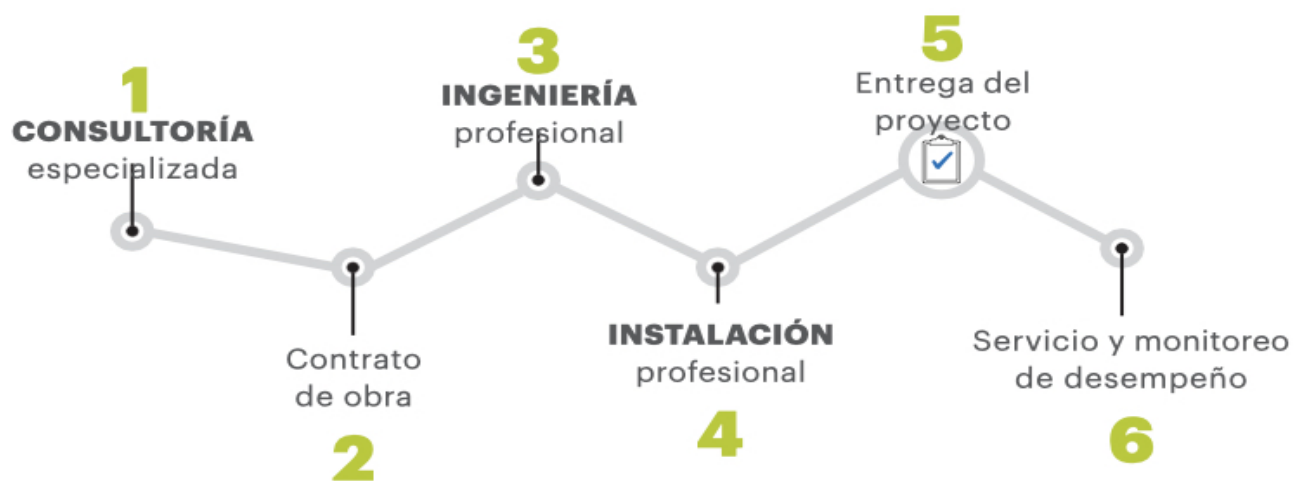 1
CONSULTORÍA
especializada
Contrato
de obra
2
3
INGENIERÍA
profesional
INSTALACIÓN
profesional
4
5
Entrega del
proyecto
Servicio y monitoreo
de desempeño
6